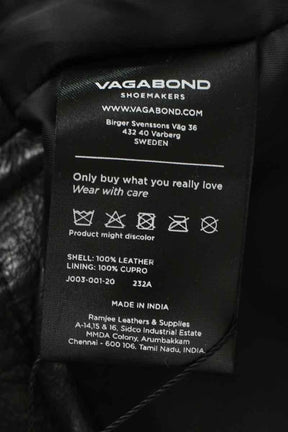 VAGABOND
SHOEMAKERS
WWW.VAGABOND.COM
Birger Svenssons Väg 36
432 40 Varberg
SWEDEN
Only buy what you really love
Wear with care
Product might discolor
SHELL: 100% LEATHER
LINING: 100% CUPRO
J003-001-20 232A
MADE IN INDIA
Ramjee Leathers & Supplies
A-14,15 & 16, Sidco Industrial Estate
MMDA Colony, Arumbakkam
Chennai - 600 106, Tamil Nadu, INDIA